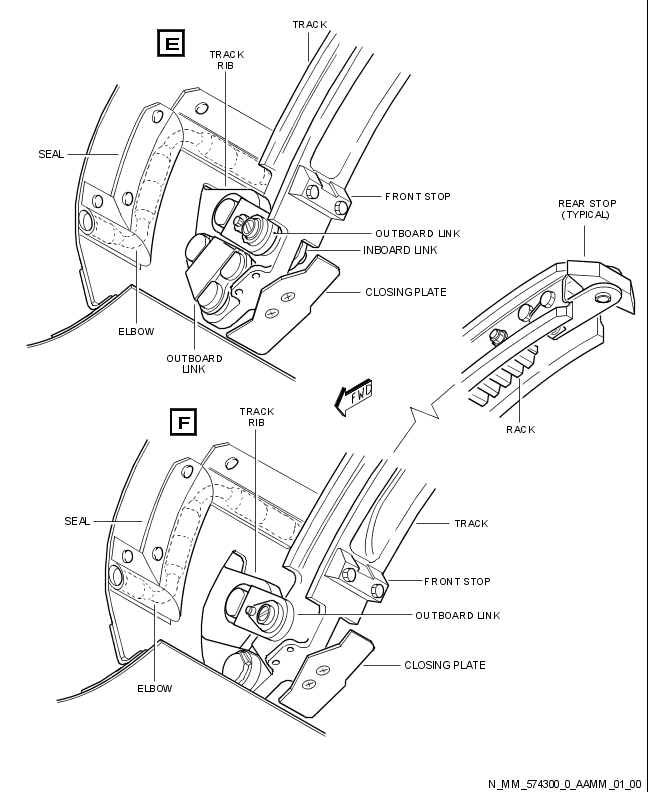 E
TRACK
TRACK
RIB
SEAL
FRONT STOP
REAR STOP
(TYPICAL)
OUTBOARD LINK
INBOARD LINK
CLOSING PLATE
ELBOW
OUTBOARD
LINK
FWD
RACK
F
TRACK
RIB
SEAL
TRACK
FRONT STOP
OUTBOARD LINK
CLOSING PLATE
ELBOW
N_MM_574300_0_AAMM_01_00